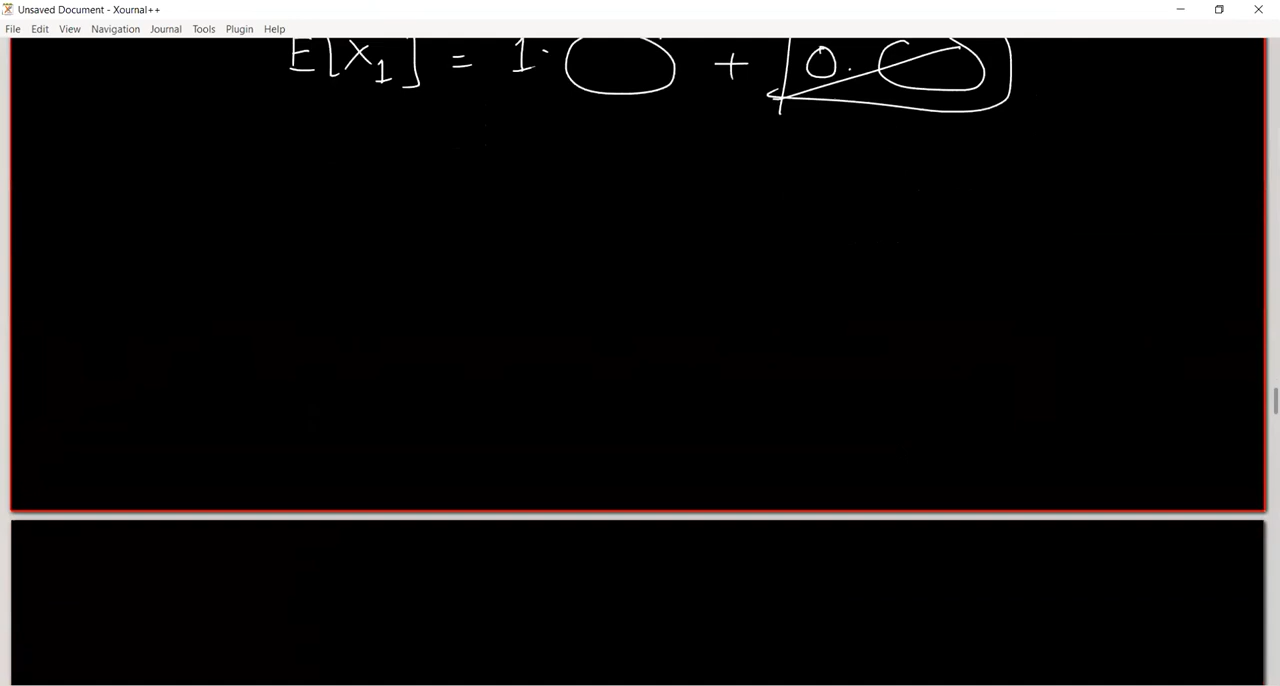 Unsaved Document - Xournal++
File Edit View Navigation Journal Tools Plugin Help
E[X₁] = 1· + 0·